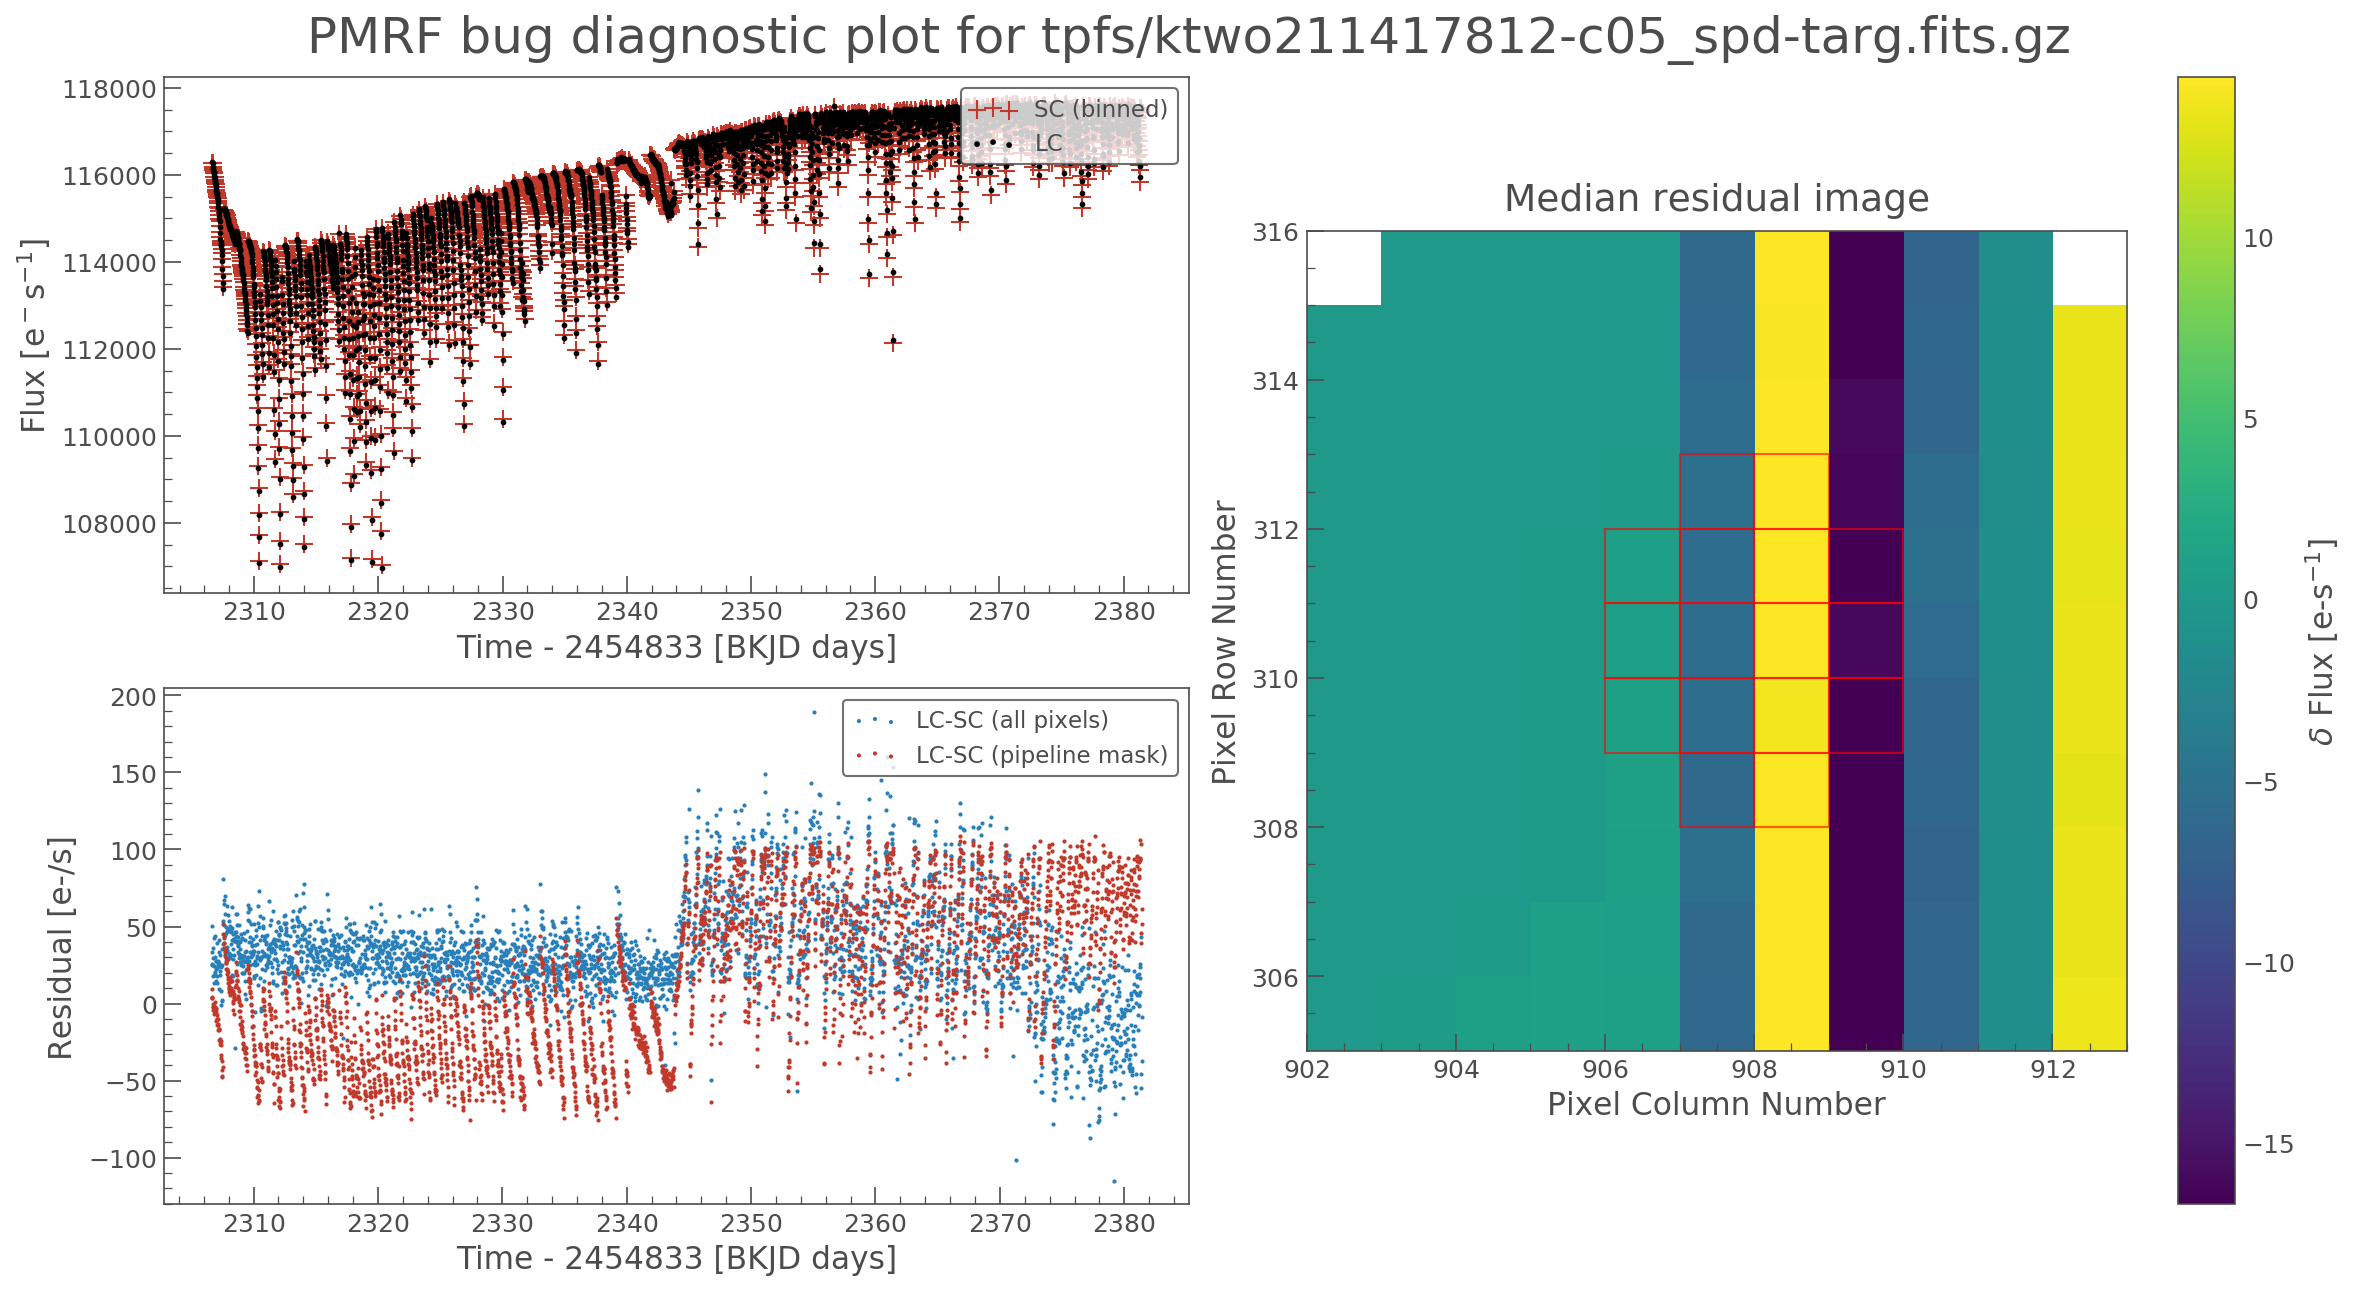 PMRF bug diagnostic plot for tpfs/ktwo211417812-c05_spd-targ.fits.gz
118000
116000
114000
112000
110000
108000
Flux [e⁻ s⁻¹]
SC (binned)
LC
2310 2320 2330 2340 2350 2360 2370 2380
Time - 2454833 [BKJD days]
200
150
100
50
0
−50
−100
Residual [e-/s]
LC-SC (all pixels)
LC-SC (pipeline mask)
2310 2320 2330 2340 2350 2360 2370 2380
Time - 2454833 [BKJD days]
Median residual image
316
314
312
310
308
306
Pixel Row Number
902 904 906 908 910 912
Pixel Column Number
10
5
0
−5
−10
−15
δ Flux [e-s⁻¹]